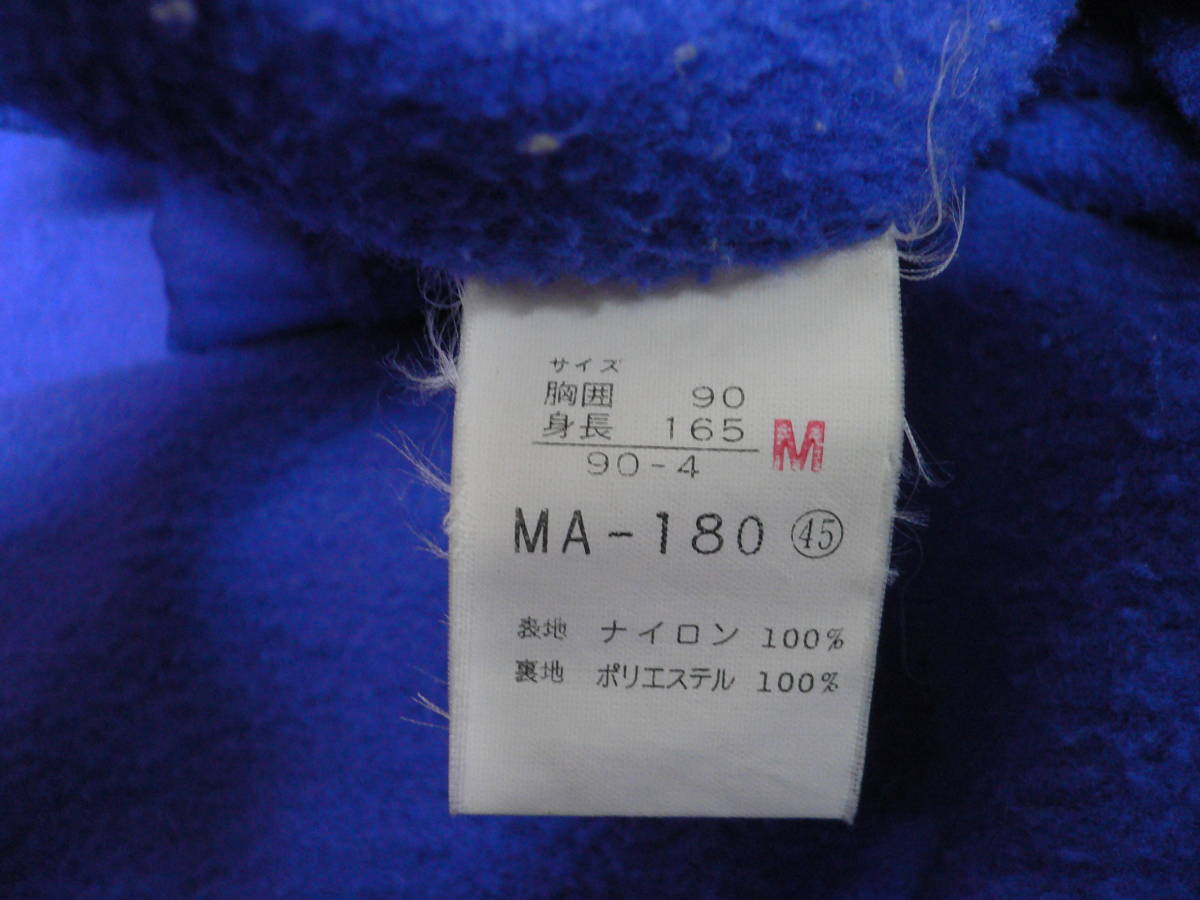 サイズ
胸囲 90
身長 165 M
90-4
MA-180 ㊺
表地 ナイロン 100%
裏地 ポリエステル 100%